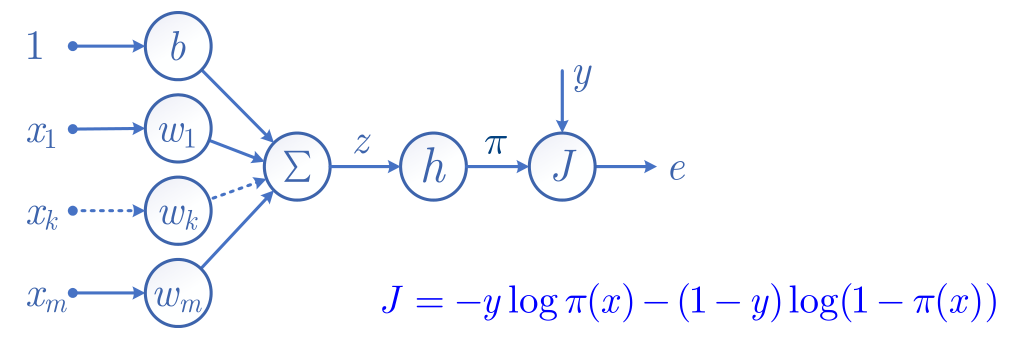 1 b
y
x₁ w₁ Σ z h π J e
xₖ wₖ
xₘ wₘ
J = −y log π(x) − (1 − y) log(1 − π(x))